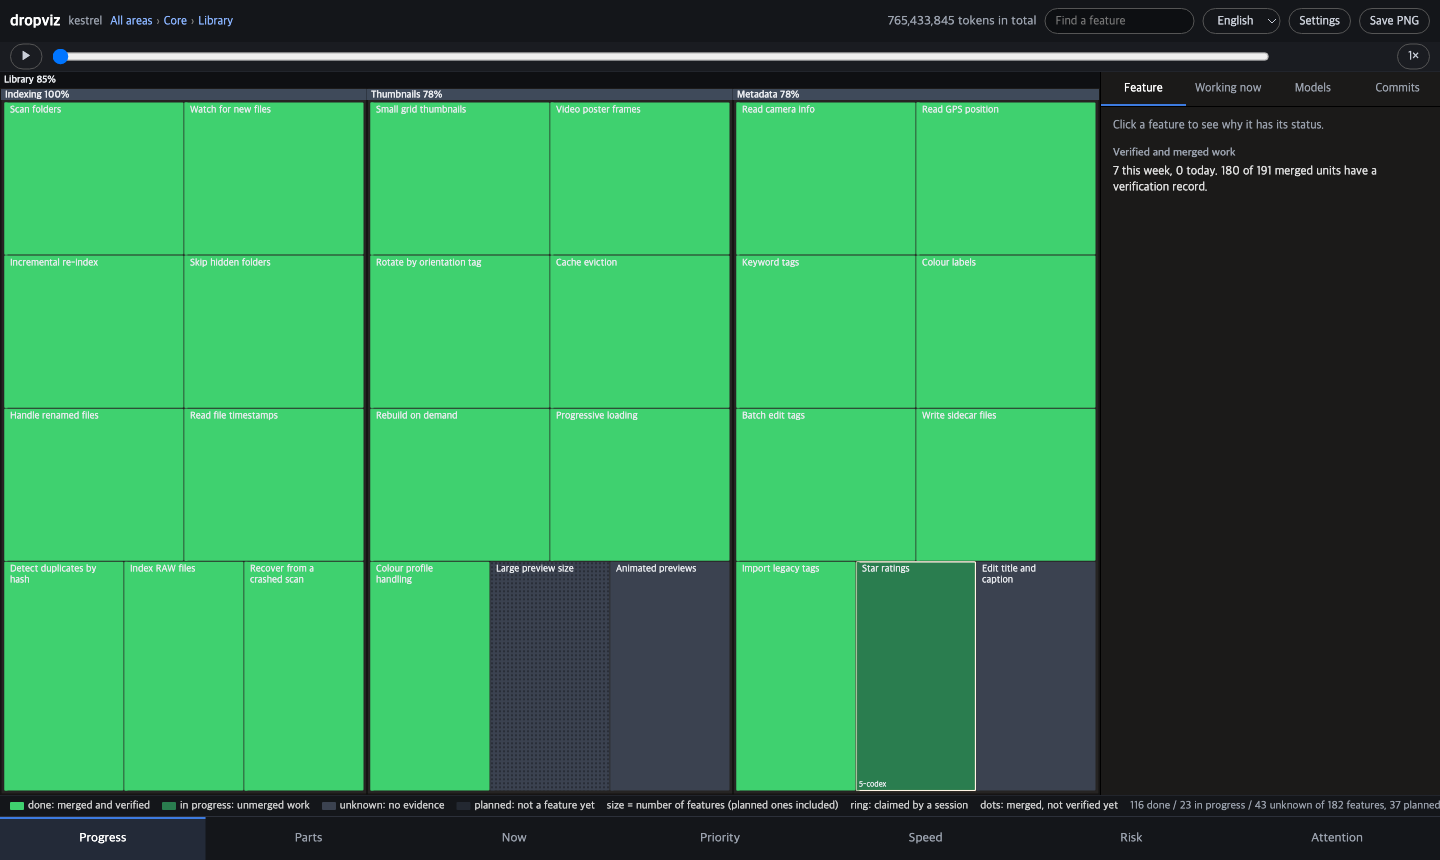 dropviz kestrel All areas › Core › Library
765,433,845 tokens in total Find a feature English Settings Save PNG
1×
Library 85%
Indexing 100%
Scan folders
Watch for new files
Incremental re-index
Skip hidden folders
Handle renamed files
Read file timestamps
Detect duplicates by
hash
Index RAW files
Recover from a
crashed scan
Thumbnails 78%
Small grid thumbnails
Video poster frames
Rotate by orientation tag
Cache eviction
Rebuild on demand
Progressive loading
Colour profile
handling
Large preview size
Animated previews
Metadata 78%
Read camera info
Read GPS position
Keyword tags
Colour labels
Batch edit tags
Write sidecar files
Import legacy tags
Star ratings
5-codex
Edit title and
caption
Feature Working now Models Commits
Click a feature to see why it has its status.
Verified and merged work
7 this week, 0 today. 180 of 191 merged units have a
verification record.
done: merged and verified in progress: unmerged work unknown: no evidence planned: not a feature yet size = number of features (planned ones included) ring: claimed by a session dots: merged, not verified yet 116 done / 23 in progress / 43 unknown of 182 features, 37 planned
Progress Parts Now Priority Speed Risk Attention